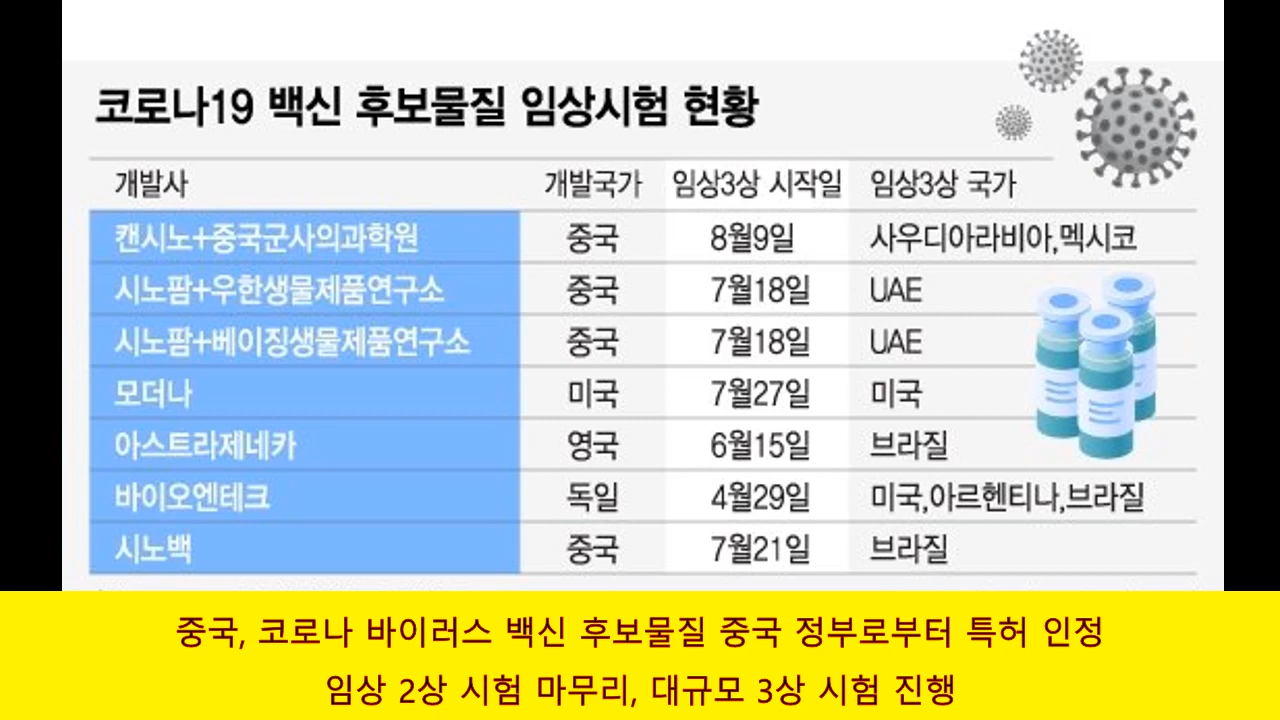 코로나19 백신 후보물질 임상시험 현황
개발사 개발국가 임상3상 시작일 임상3상 국가
캔시노+중국군사의과학원 중국 8월9일 사우디아라비아,멕시코
시노팜+우한생물제품연구소 중국 7월18일 UAE
시노팜+베이징생물제품연구소 중국 7월18일 UAE
모더나 미국 7월27일 미국
아스트라제네카 영국 6월15일 브라질
바이오엔테크 독일 4월29일 미국,아르헨티나,브라질
시노백 중국 7월21일 브라질
중국, 코로나 바이러스 백신 후보물질 중국 정부로부터 특허 인정
임상 2상 시험 마무리, 대규모 3상 시험 진행